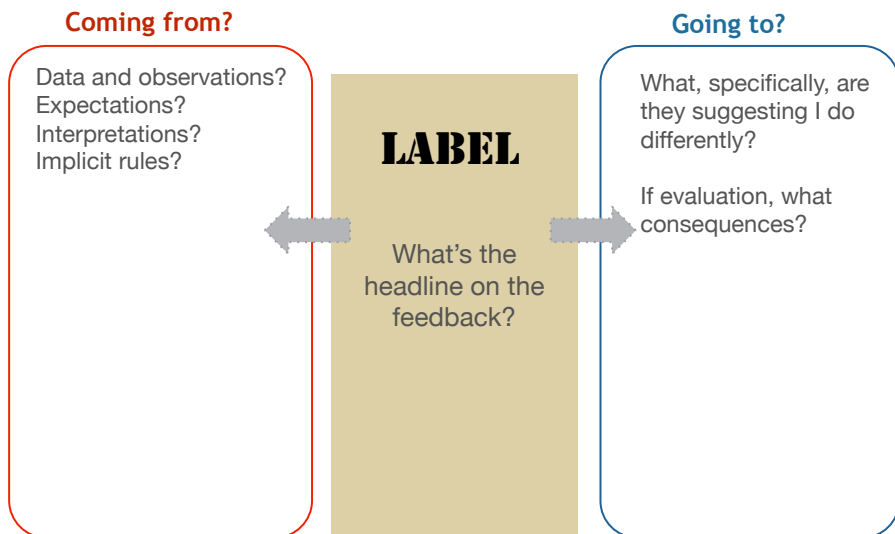 Coming from?
Data and observations?
Expectations?
Interpretations?
Implicit rules?
LABEL
What's the
headline on the
feedback?
Going to?
What, specifically, are
they suggesting I do
differently?
If evaluation, what
consequences?